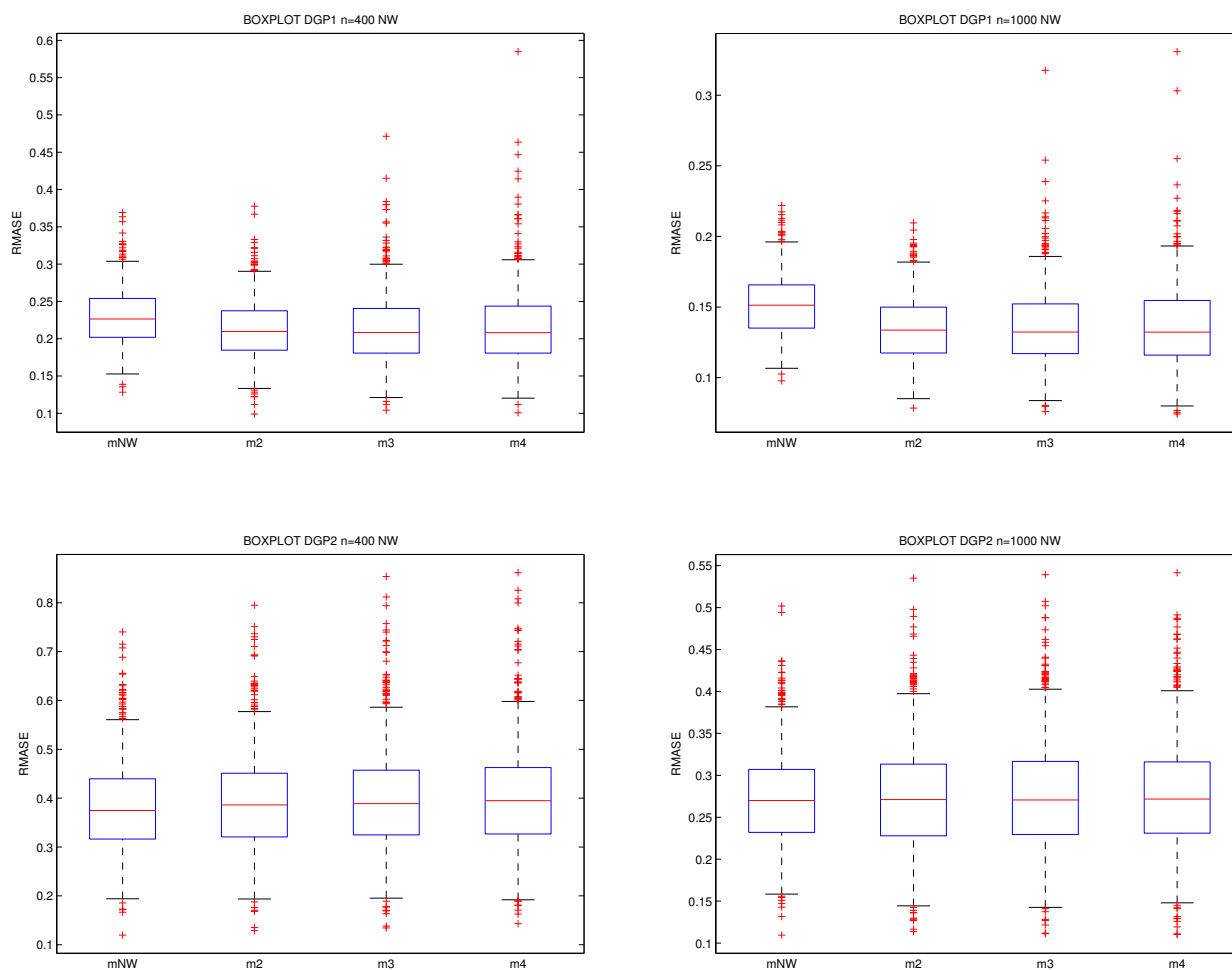 BOXPLOT DGP1 n=400 NW
RMASE
0.6
0.55
0.5
0.45
0.4
0.35
0.3
0.25
0.2
0.15
0.1
mNW m2 m3 m4
BOXPLOT DGP1 n=1000 NW
RMASE
0.3
0.25
0.2
0.15
0.1
mNW m2 m3 m4
BOXPLOT DGP2 n=400 NW
RMASE
0.8
0.7
0.6
0.5
0.4
0.3
0.2
0.1
mNW m2 m3 m4
BOXPLOT DGP2 n=1000 NW
RMASE
0.55
0.5
0.45
0.4
0.35
0.3
0.25
0.2
0.15
0.1
mNW m2 m3 m4